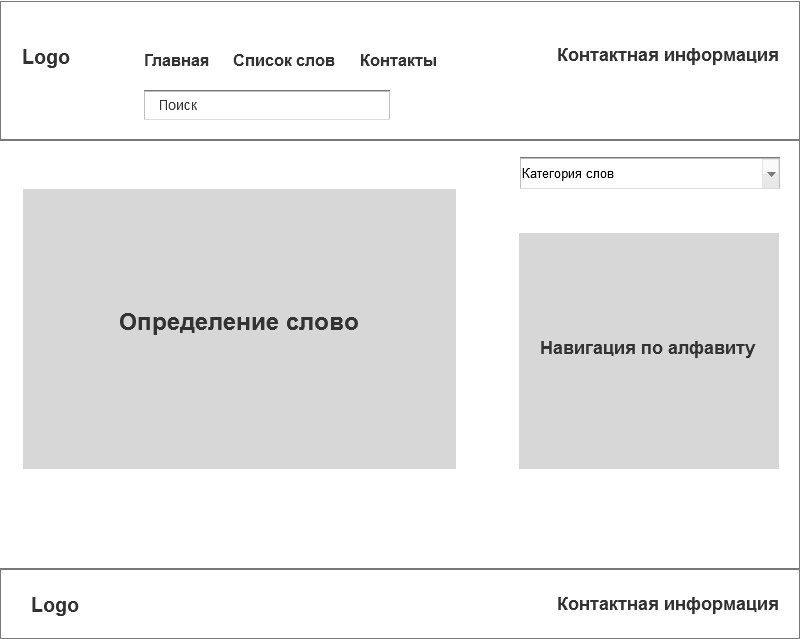 Logo
Главная Список слов Контакты
Контактная информация
Поиск
Категория слов
Определение слово
Навигация по алфавиту
Logo
Контактная информация